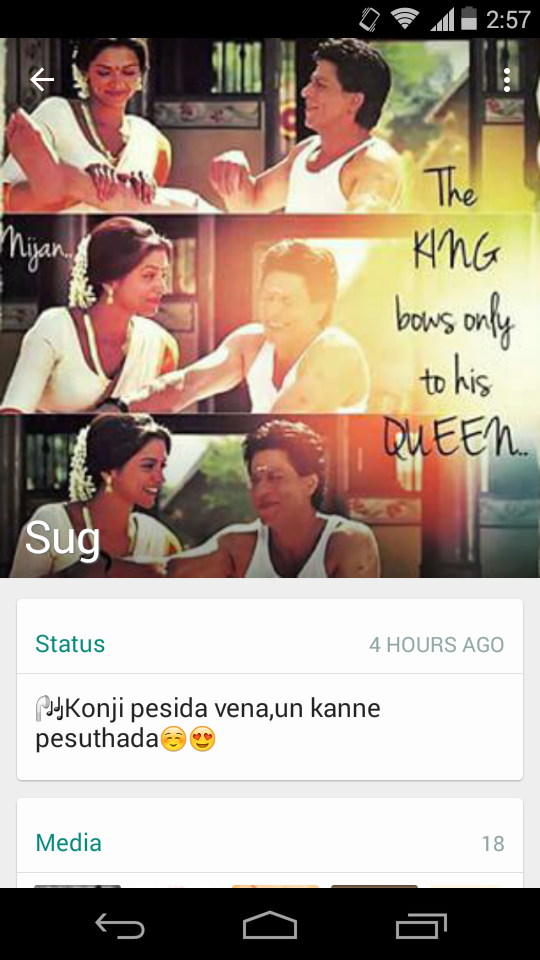 2:57
The
KING
Mijan..
bows only
to his
QUEEN..
Sug
Status
4 HOURS AGO
Konji pesida vena,un kanne
pesuthada☺️😍
Media
18